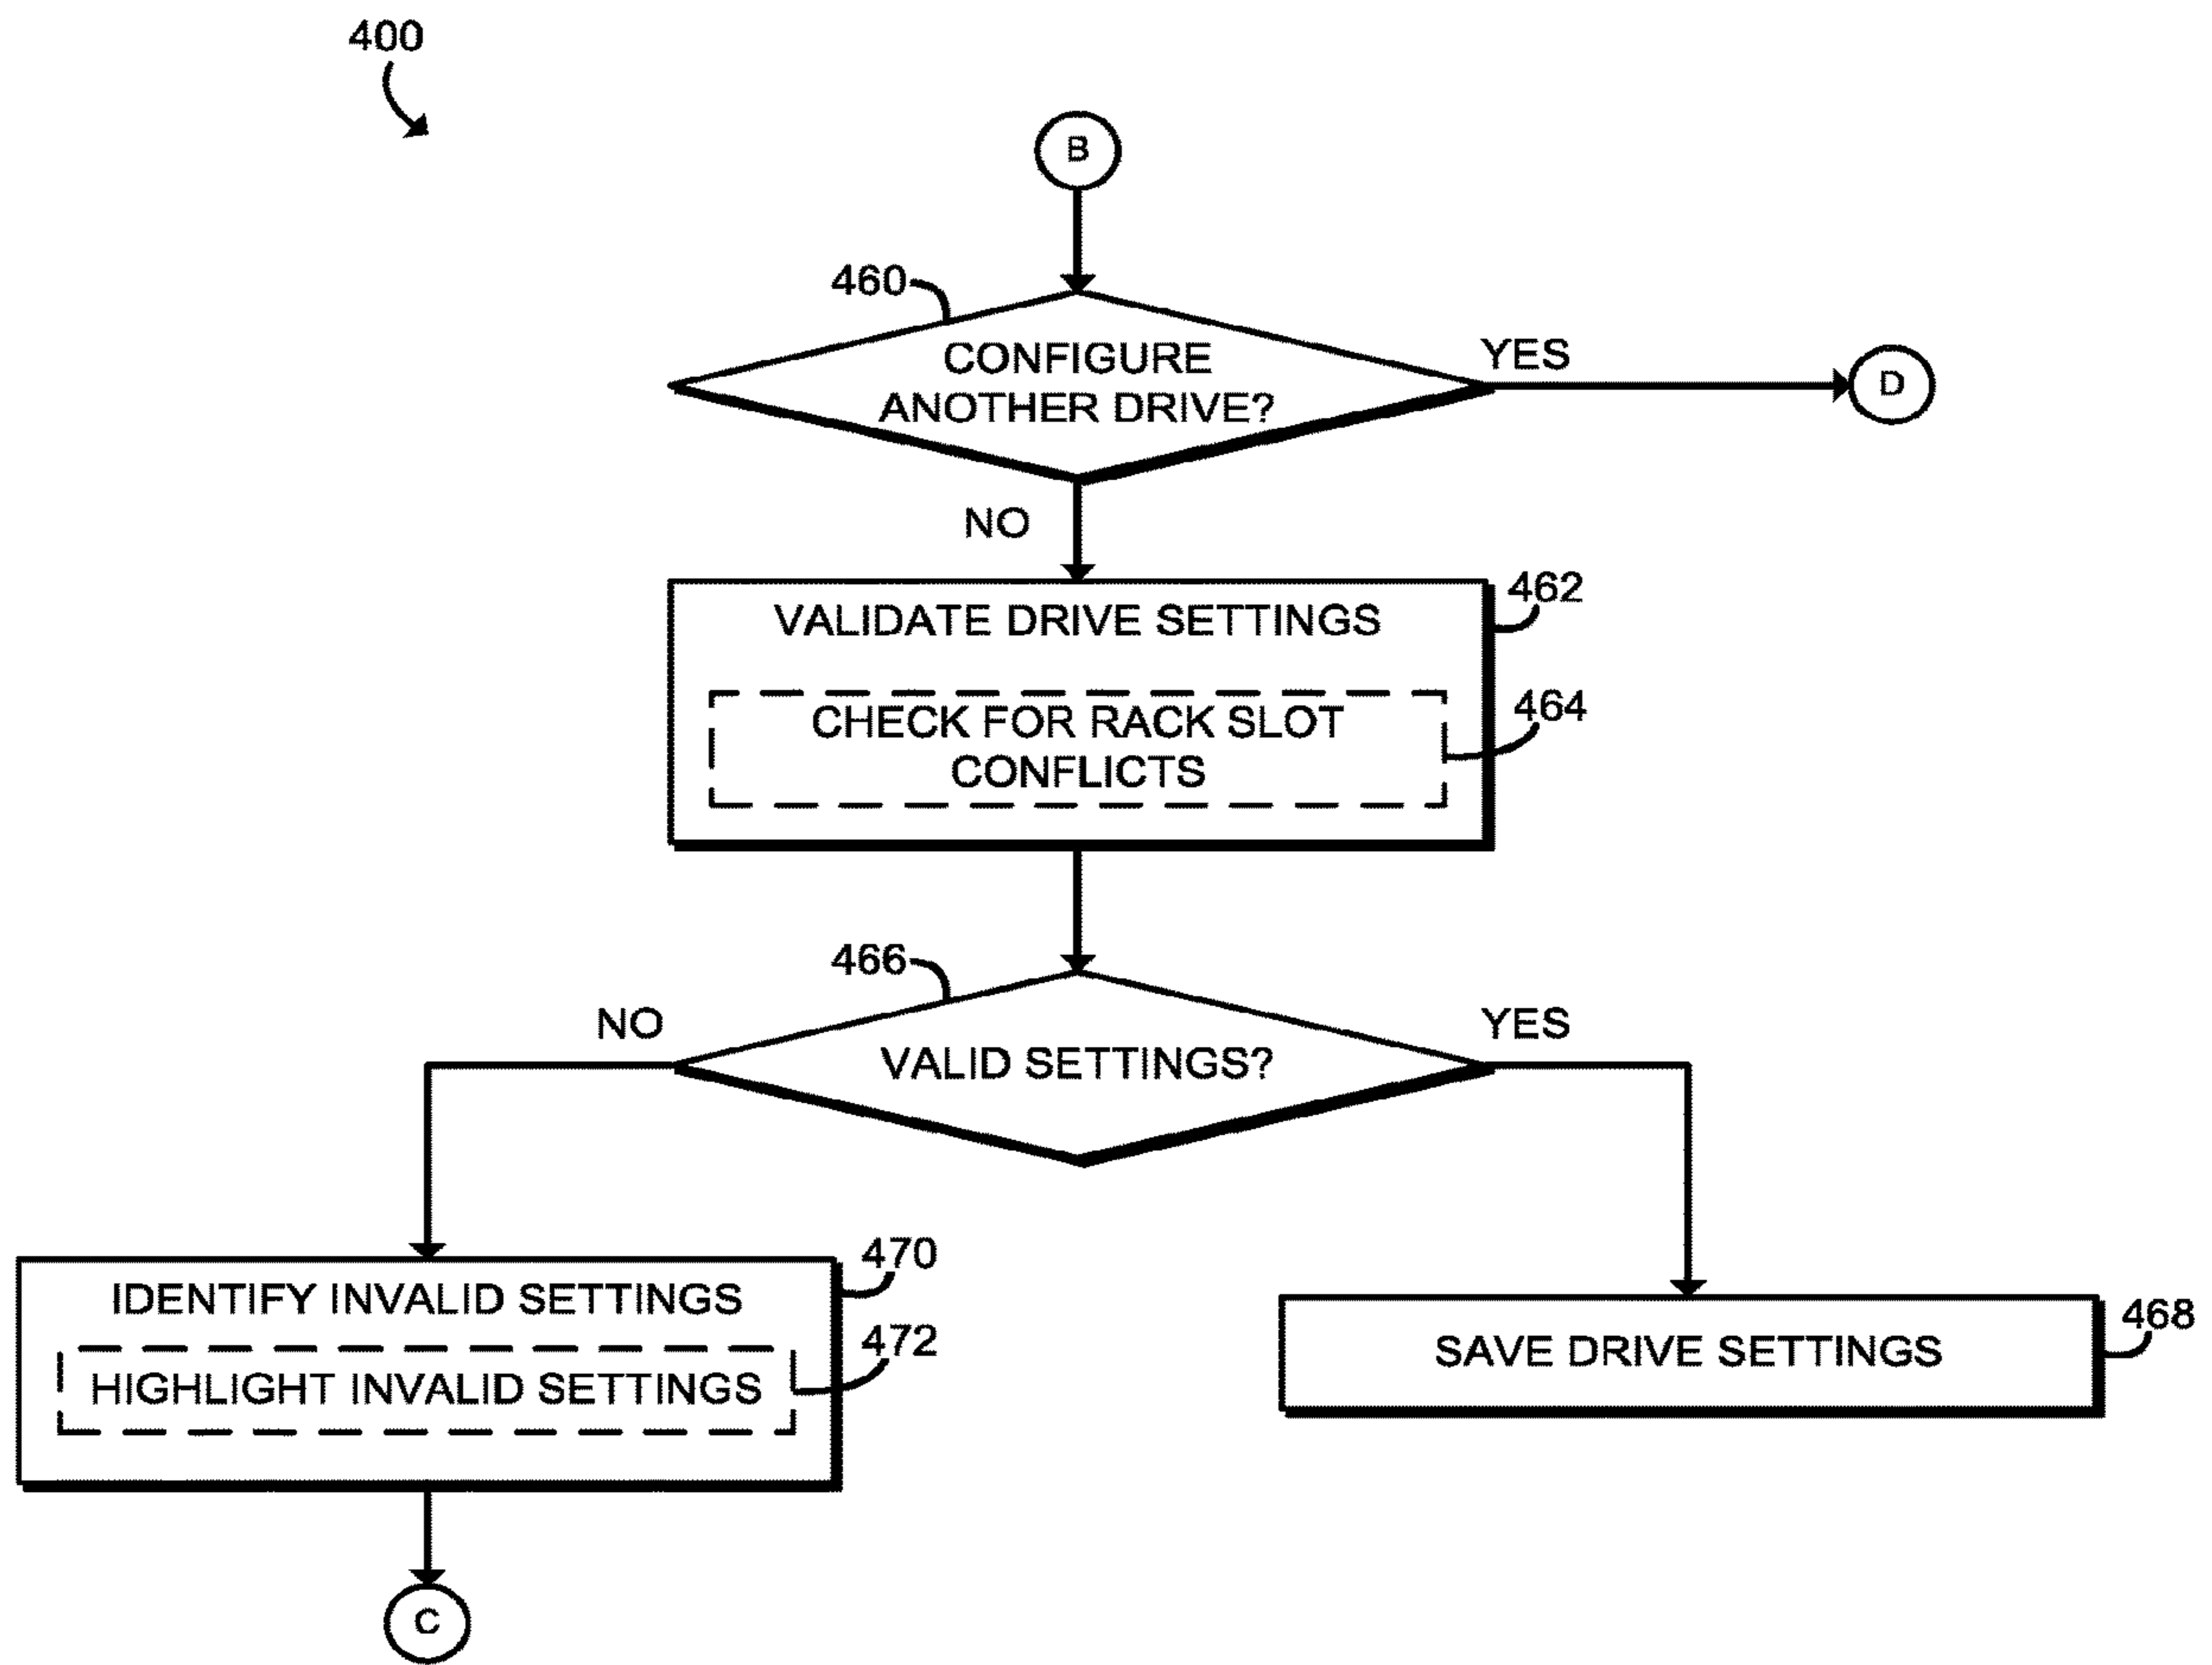 400
B
460
CONFIGURE
ANOTHER DRIVE?
YES
D
NO
462
VALIDATE DRIVE SETTINGS
464
CHECK FOR RACK SLOT
CONFLICTS
466
NO
VALID SETTINGS?
YES
470
IDENTIFY INVALID SETTINGS
472
HIGHLIGHT INVALID SETTINGS
468
SAVE DRIVE SETTINGS
C